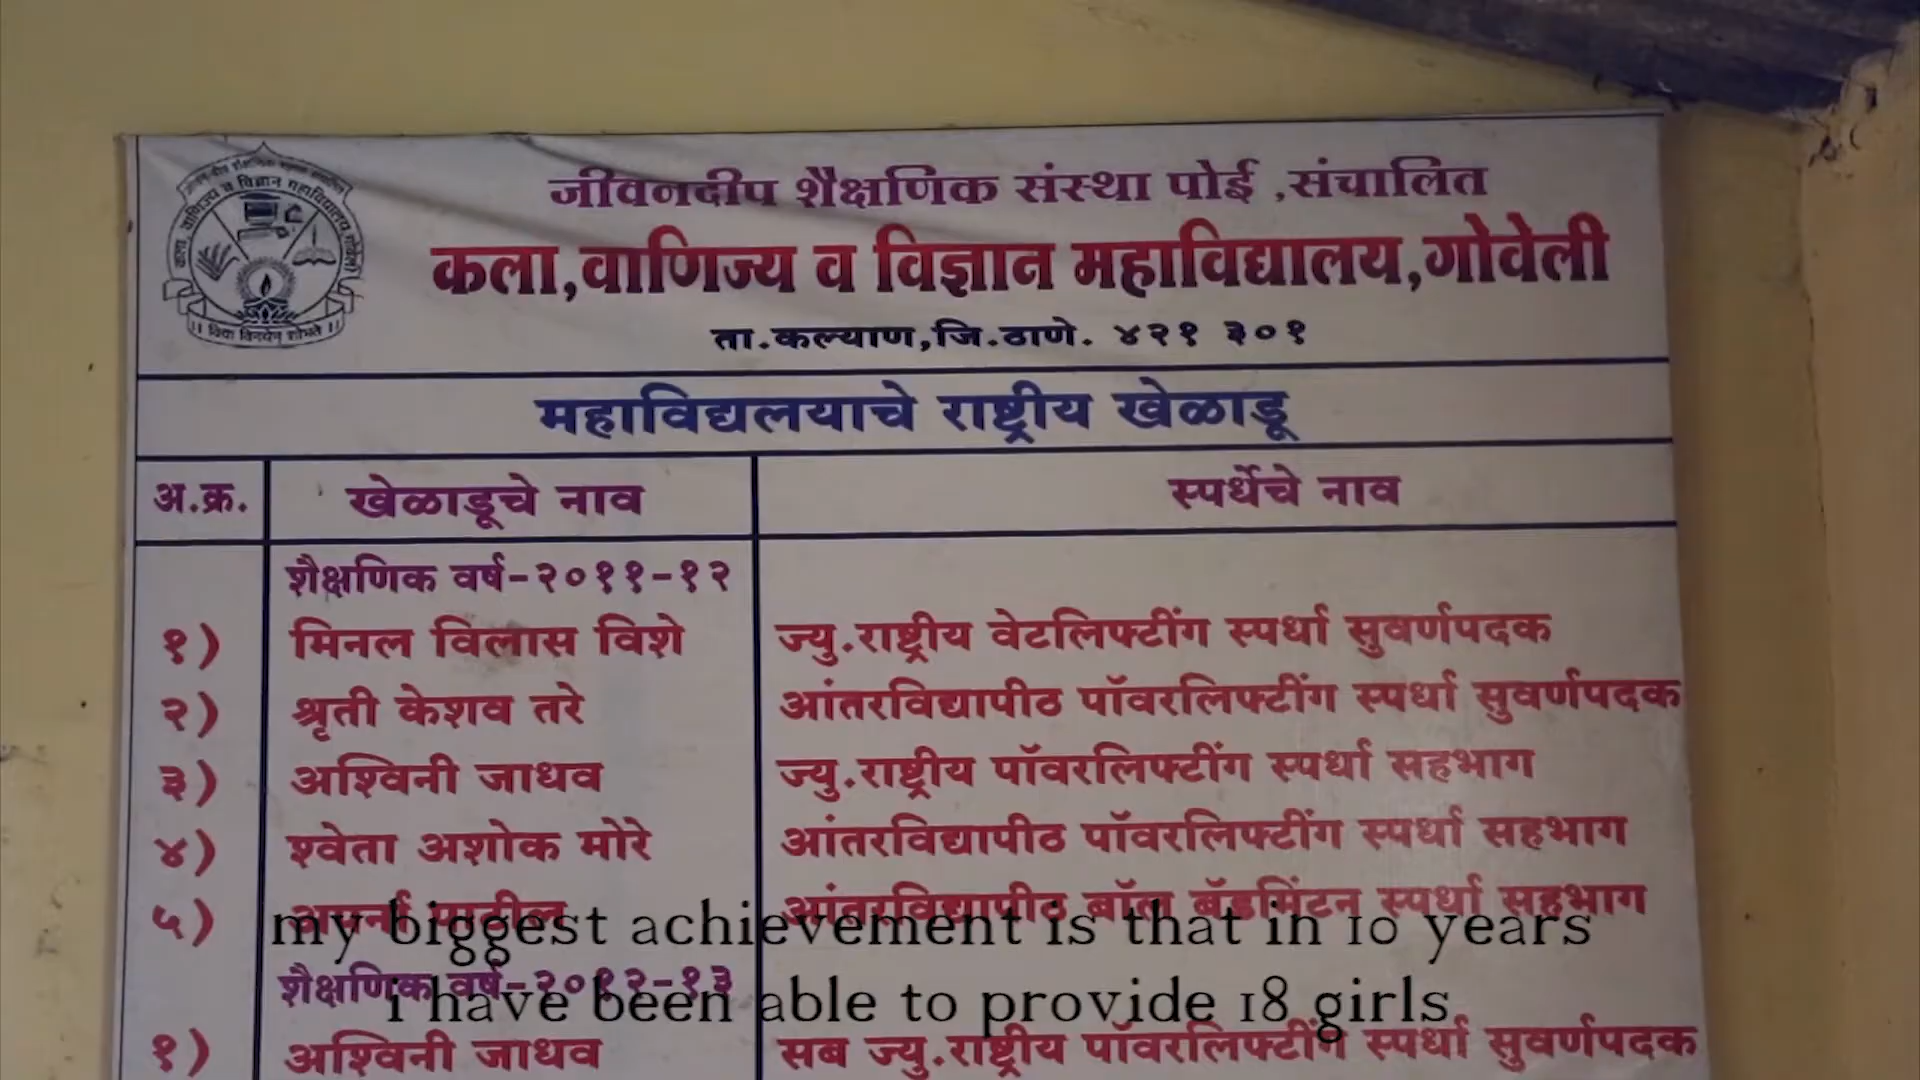 कला, वाणिज्य व विज्ञान महाविद्यालय गोवेली
जीवनदीप शैक्षणिक संस्था पोई ,संचालित
कला,वाणिज्य व विज्ञान महाविद्यालय,गोवेली
ता.कल्याण,जि.ठाणे. ४२१ ३०१
महाविद्यलयाचे राष्ट्रीय खेळाडू
अ.क्र. खेळाडूचे नाव स्पर्धेचे नाव
शैक्षणिक वर्ष-२०११-१२
१) मिनल विलास विशे ज्यु.राष्ट्रीय वेटलिफ्टींग स्पर्धा सुवर्णपदक
२) श्रृती केशव तरे आंतरविद्यापीठ पॉवरलिफ्टींग स्पर्धा सुवर्णपदक
३) अश्विनी जाधव ज्यु.राष्ट्रीय पॉवरलिफ्टींग स्पर्धा सहभाग
४) श्वेता अशोक मोरे आंतरविद्यापीठ पॉवरलिफ्टींग स्पर्धा सहभाग
५) पाटील आंतरविद्यापीठ बॉल बॅडमिंटन स्पर्धा सहभाग
my biggest achievement is that in 10 years
शैक्षणिक वर्ष-२०१२-१३
i have been able to provide 18 girls
१) अश्विनी जाधव सब ज्यु.राष्ट्रीय पॉवरलिफ्टींग स्पर्धा सुवर्णपदक